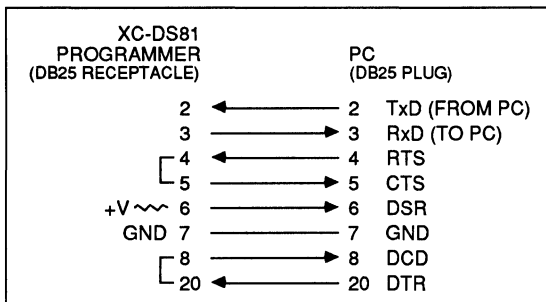 XC-DS81
PROGRAMMER PC
(DB25 RECEPTACLE) (DB25 PLUG)
2 2 TxD (FROM PC)
3 3 RxD (TO PC)
4 4 RTS
5 5 CTS
+V 6 6 DSR
GND 7 7 GND
8 8 DCD
20 20 DTR